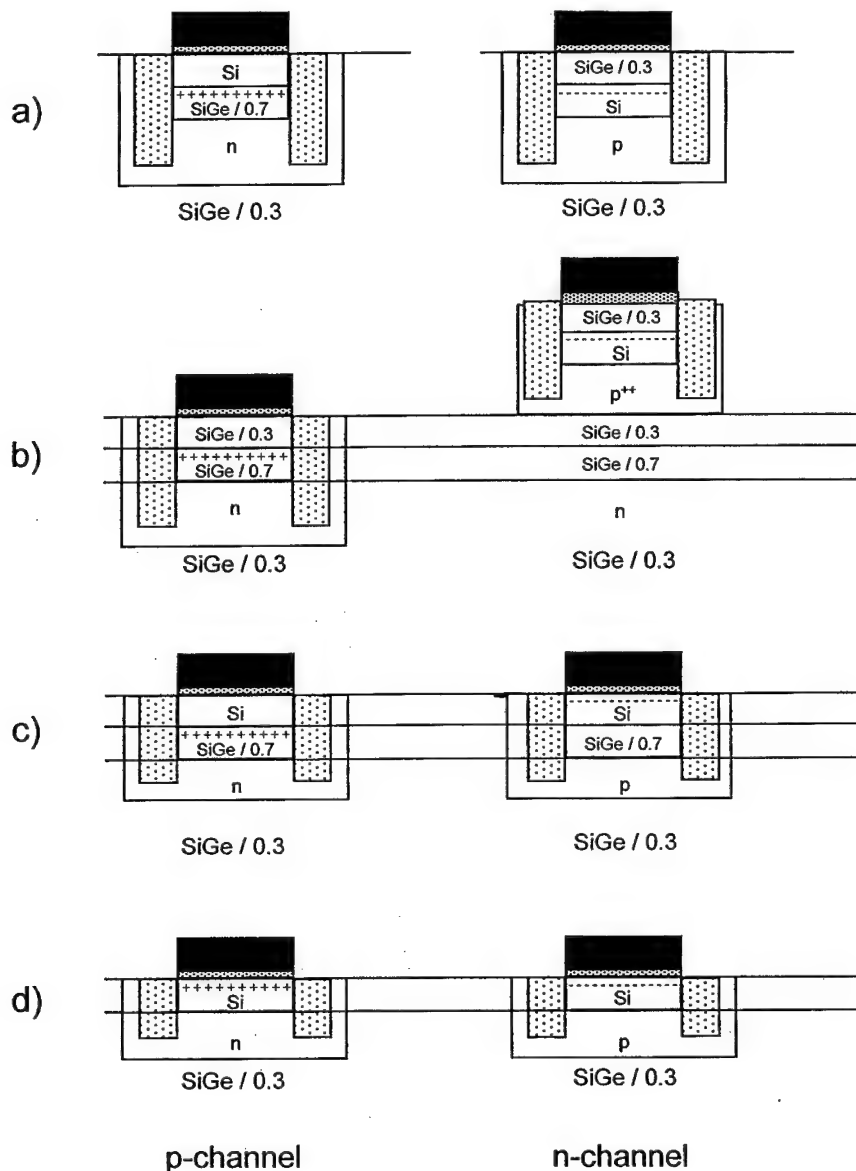 a)
Si
+++++++++
SiGe / 0.7
n
SiGe / 0.3
SiGe / 0.3
Si
p
SiGe / 0.3
b)
SiGe / 0.3
+++++++++
SiGe / 0.7
n
SiGe / 0.3
SiGe / 0.3
Si
p++
SiGe / 0.3
SiGe / 0.7
n
SiGe / 0.3
c)
Si
+++++++++
SiGe / 0.7
n
SiGe / 0.3
Si
SiGe / 0.7
p
SiGe / 0.3
d)
+++++++++
Si
n
SiGe / 0.3
Si
p
SiGe / 0.3
p-channel
n-channel